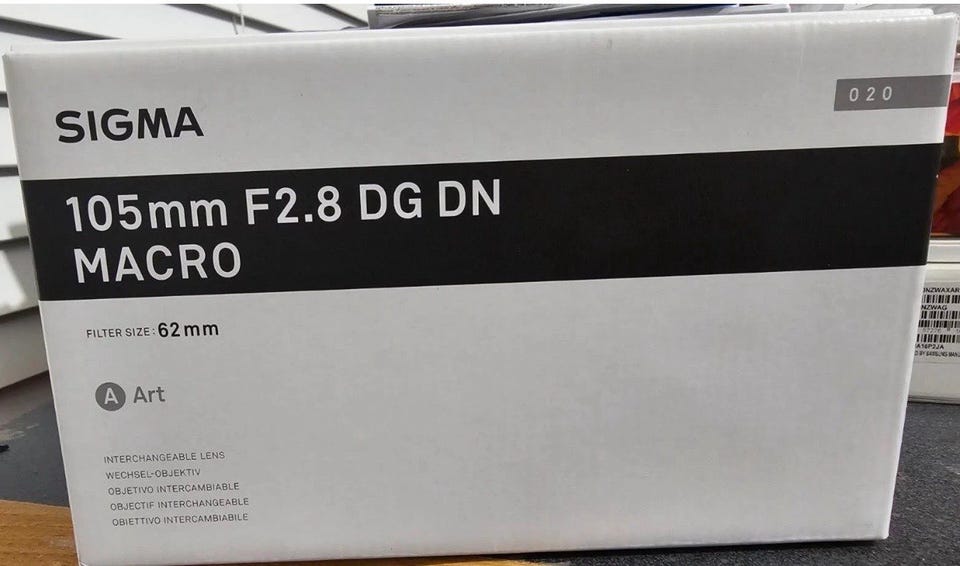 SIGMA
020
105mm F2.8 DG DN
MACRO
FILTER SIZE : 62mm
A Art
INTERCHANGEABLE LENS
WECHSEL-OBJEKTIV
OBJETIVO INTERCAMBIABLE
OBJECTIF INTERCHANGEABLE
OBIETTIVO INTERCAMBIABILE
NZWAG